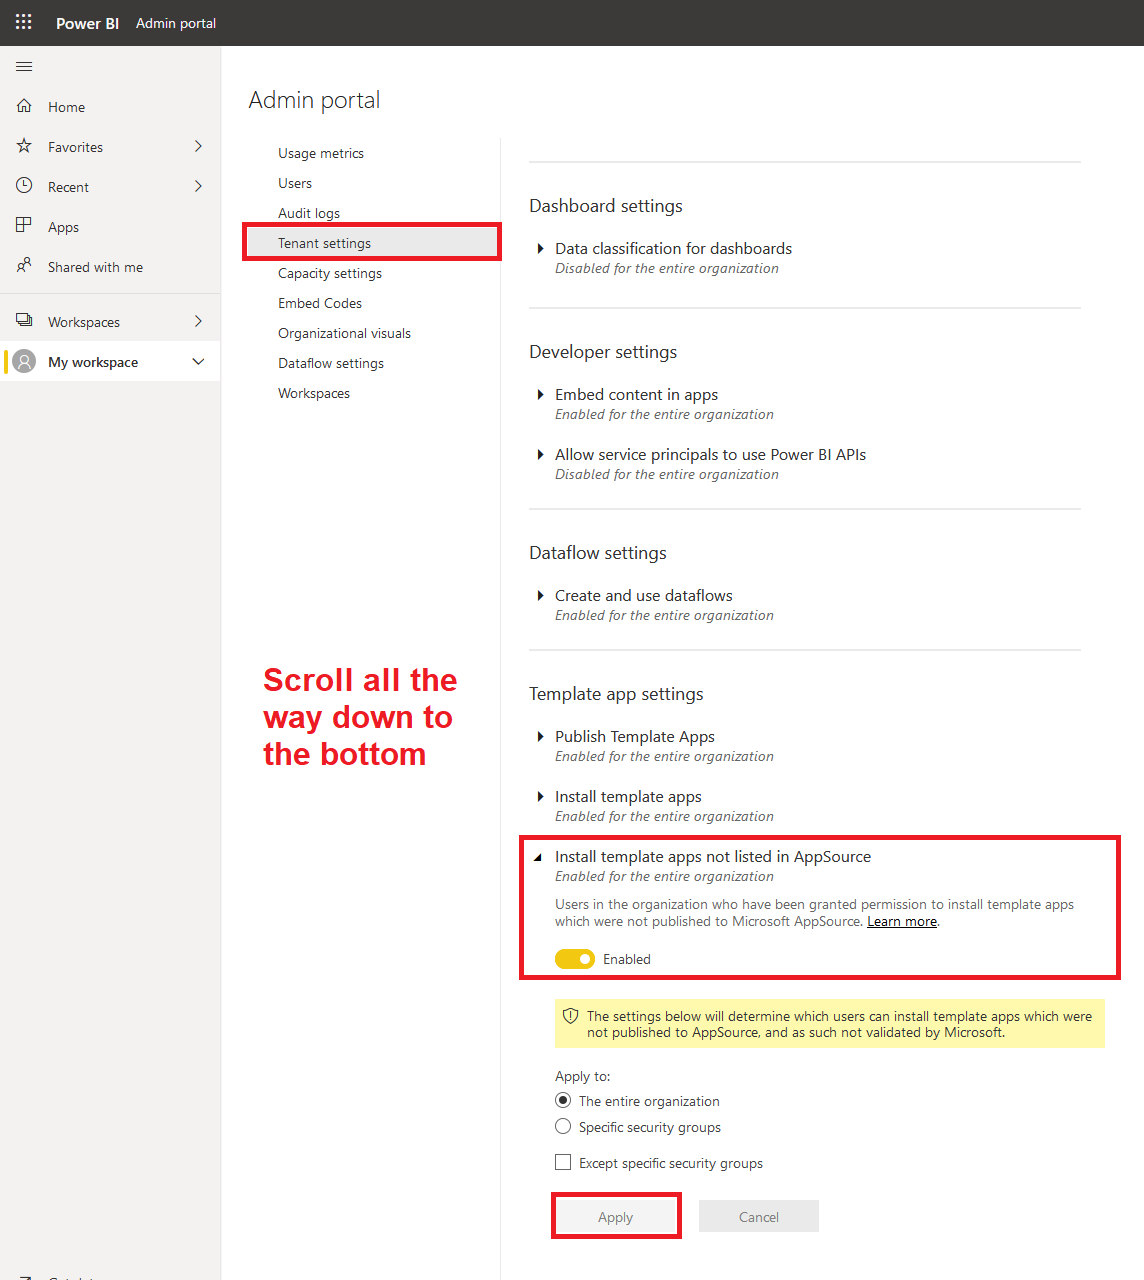 Power BI Admin portal
Home
Favorites
Recent
Apps
Shared with me
Workspaces
My workspace
Admin portal
Usage metrics
Users
Audit logs
Tenant settings
Capacity settings
Embed Codes
Organizational visuals
Dataflow settings
Workspaces
Scroll all the
way down to
the bottom
Dashboard settings
Data classification for dashboards
Disabled for the entire organization
Developer settings
Embed content in apps
Enabled for the entire organization
Allow service principals to use Power BI APIs
Disabled for the entire organization
Dataflow settings
Create and use dataflows
Enabled for the entire organization
Template app settings
Publish Template Apps
Enabled for the entire organization
Install template apps
Enabled for the entire organization
Install template apps not listed in AppSource
Enabled for the entire organization
Users in the organization who have been granted permission to install template apps
which were not published to Microsoft AppSource. Learn more.
Enabled
The settings below will determine which users can install template apps which were
not published to AppSource, and as such not validated by Microsoft.
Apply to:
The entire organization
Specific security groups
Except specific security groups
Apply Cancel